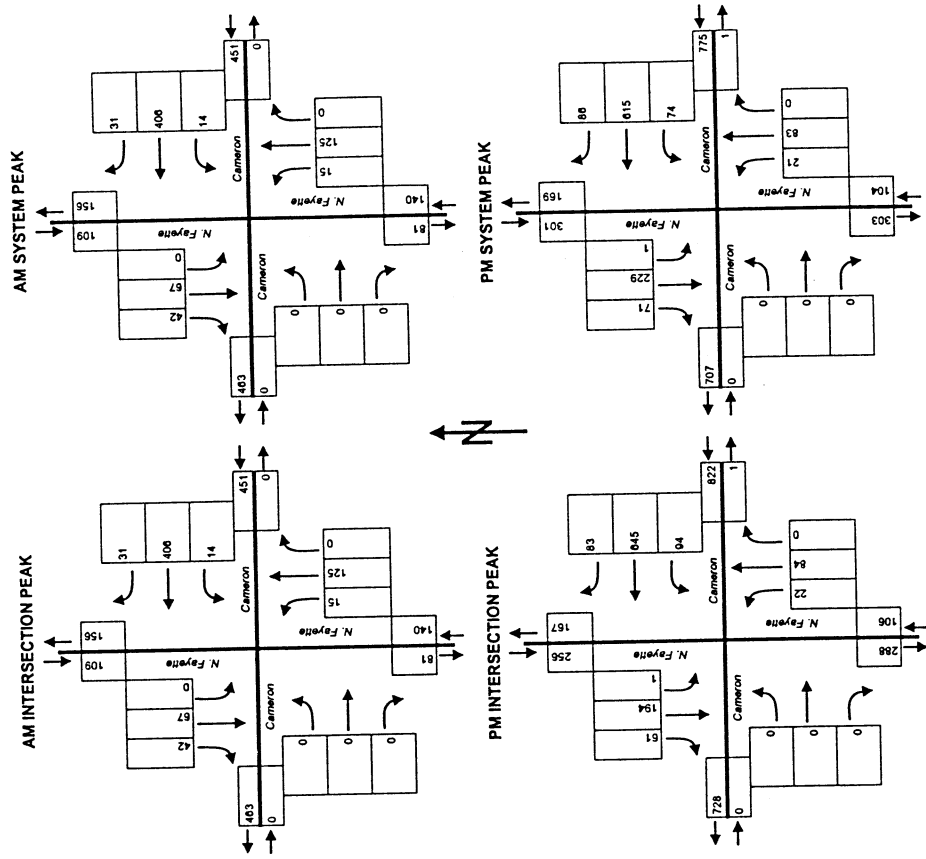 AM INTERSECTION PEAK
109 156
31
406
14
42 67 0
N. Fayette
451
0
Cameron
Cameron
463
0
N. Fayette
15 125 0
0
0
0
81 140
AM SYSTEM PEAK
109 156
31
406
14
42 67 0
N. Fayette
451
0
Cameron
Cameron
463
0
N. Fayette
15 125 0
0
0
0
81 140
N
PM INTERSECTION PEAK
256 167
83
645
94
61 194 1
N. Fayette
822
1
Cameron
Cameron
728
0
N. Fayette
22 84 0
0
0
0
288 106
PM SYSTEM PEAK
301 169
86
615
74
71 229 1
N. Fayette
775
1
Cameron
Cameron
707
0
N. Fayette
21 83 0
0
0
0
303 104